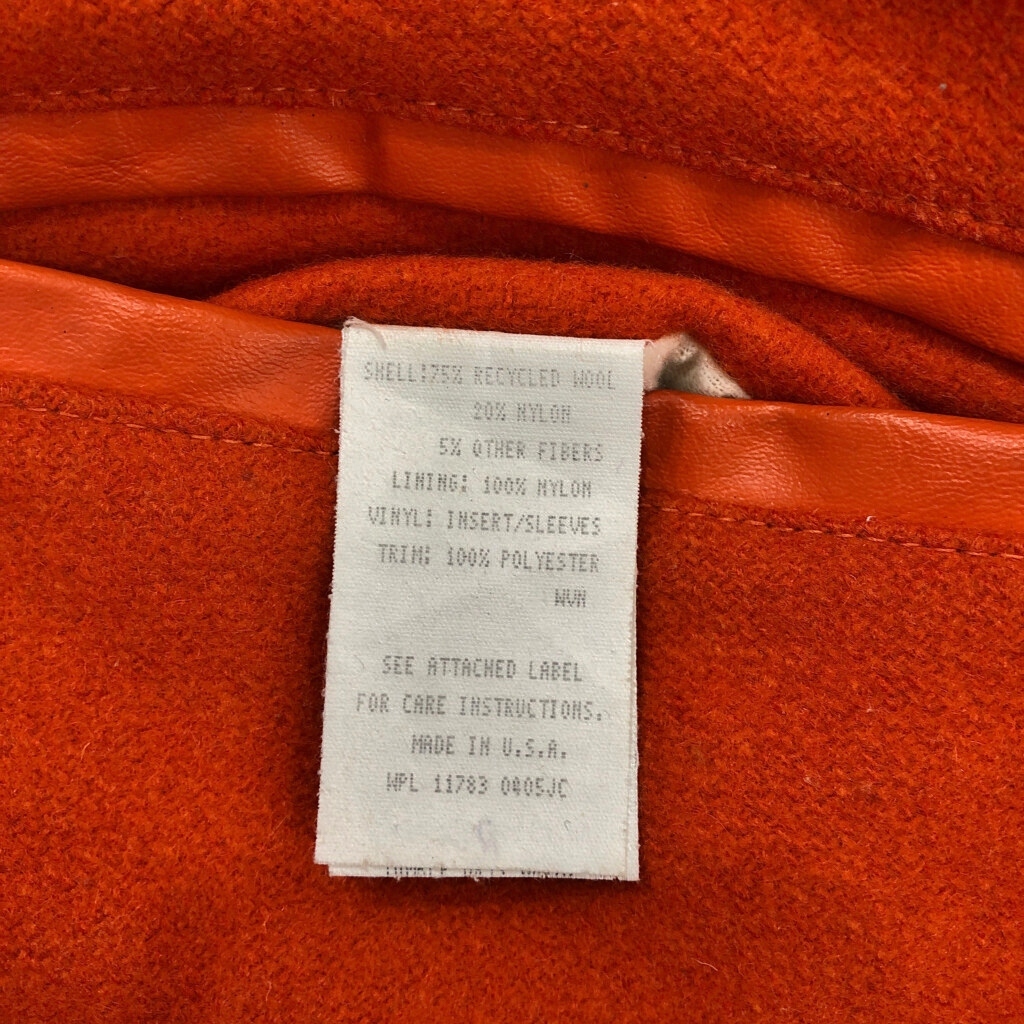 SHELL:75% RECYCLED WOOL
20% NYLON
5% OTHER FIBERS
LINING: 100% NYLON
VINYL: INSERT/SLEEVES
TRIM: 100% POLYESTER
WVN
SEE ATTACHED LABEL
FOR CARE INSTRUCTIONS.
MADE IN U.S.A.
WPL 11783 0405JC